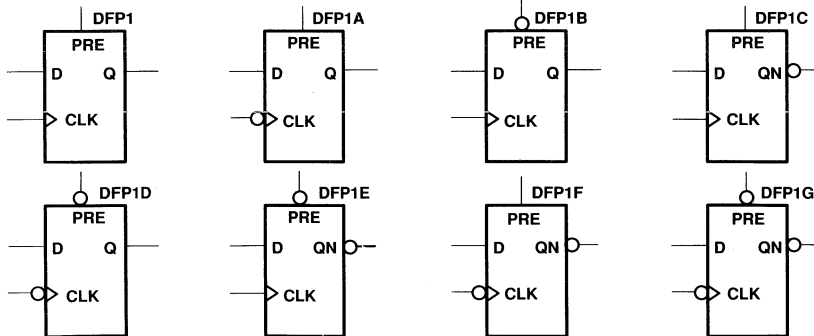 DFP1
PRE
D Q
CLK
DFP1A
PRE
D Q
CLK
DFP1B
PRE
D Q
CLK
DFP1C
PRE
D QN
CLK
DFP1D
PRE
D Q
CLK
DFP1E
PRE
D QN
CLK
DFP1F
PRE
D QN
CLK
DFP1G
PRE
D QN
CLK